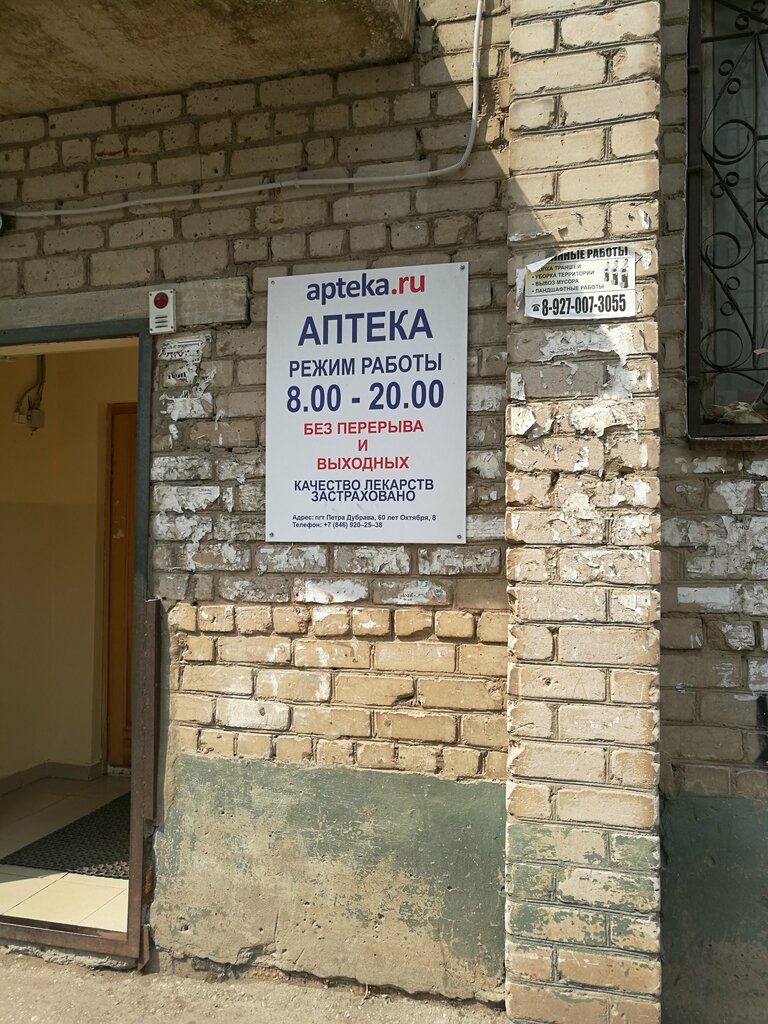 apteka.ru
АПТЕКА
РЕЖИМ РАБОТЫ
8.00 - 20.00
БЕЗ ПЕРЕРЫВА
И
ВЫХОДНЫХ
КАЧЕСТВО ЛЕКАРСТВ
ЗАСТРАХОВАНО
Адрес: пгт Петра Дубрава, 60 лет Октября, 8
Телефон: +7 (846) 920-25-38
РАБОТЫ
ТРАНШЕЙ
• УБОРКА ТЕРРИТОРИИ
• ВЫВОЗ МУСОРА
• ЛАНДШАФТНЫЕ РАБОТЫ
☎ 8-927-007-3055